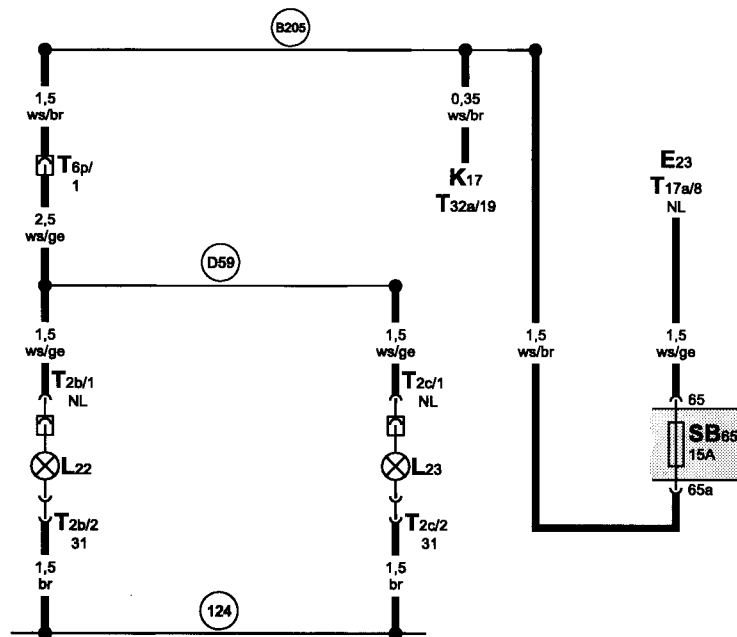 B205
1,5
ws/br
0,35
ws/br
T6p/
1
K17
T32a/19
E23
T17a/8
NL
2,5
ws/ge
D59
1,5
ws/ge
1,5
ws/ge
1,5
ws/br
1,5
ws/ge
T2b/1
NL
T2c/1
NL
65
SB65
15A
L22
L23
65a
T2b/2
31
T2c/2
31
1,5
br
1,5
br
124